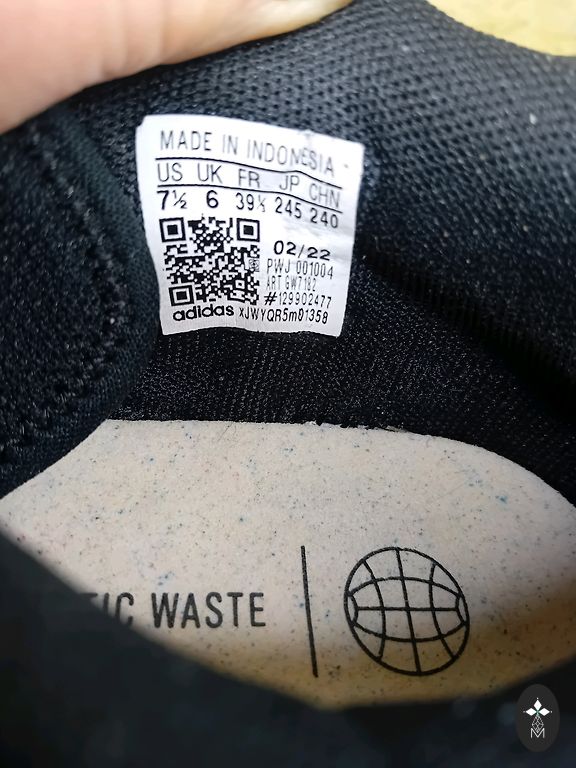 MADE IN INDONESIA
US UK FR JP CHN
7½ 6 39⅓ 245 240
02/22
PWJ 001004
ART GW7182
#129902477
adidas xJWYQR5m01358
WASTE
M